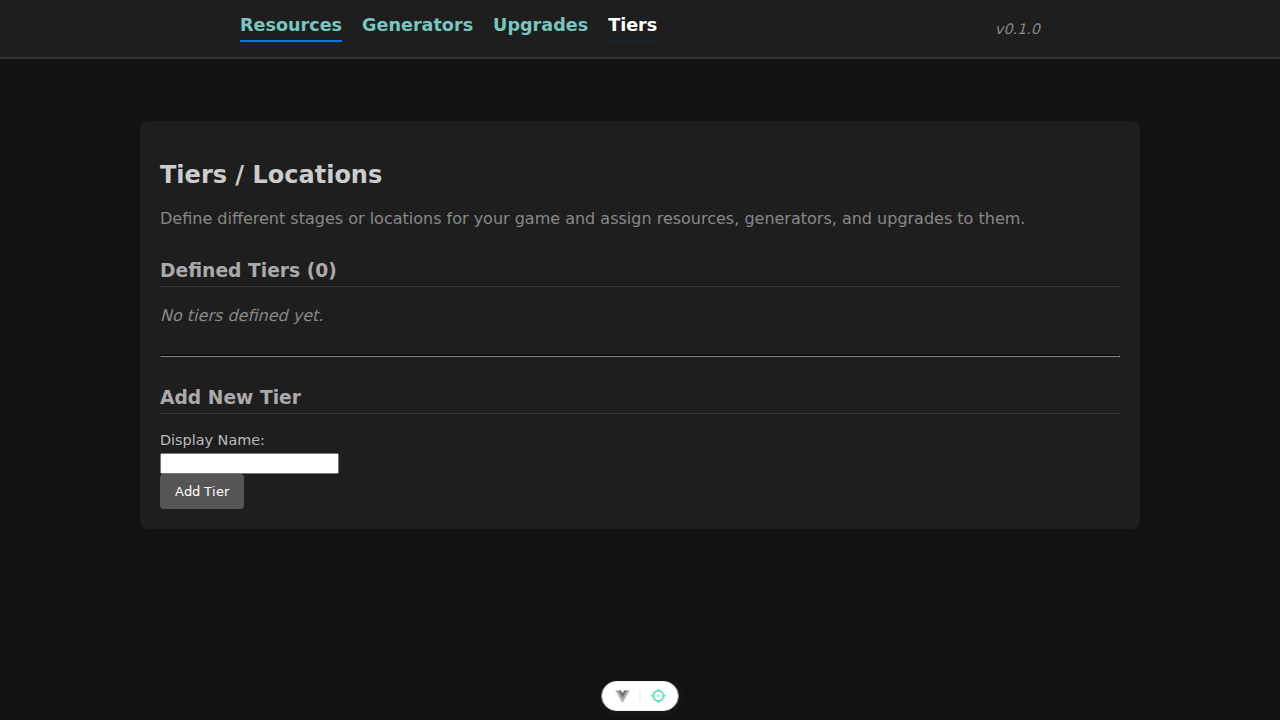 Resources Generators Upgrades Tiers v0.1.0
Tiers / Locations
Define different stages or locations for your game and assign resources, generators, and upgrades to them.
Defined Tiers (0)
No tiers defined yet.
Add New Tier
Display Name:
Add Tier